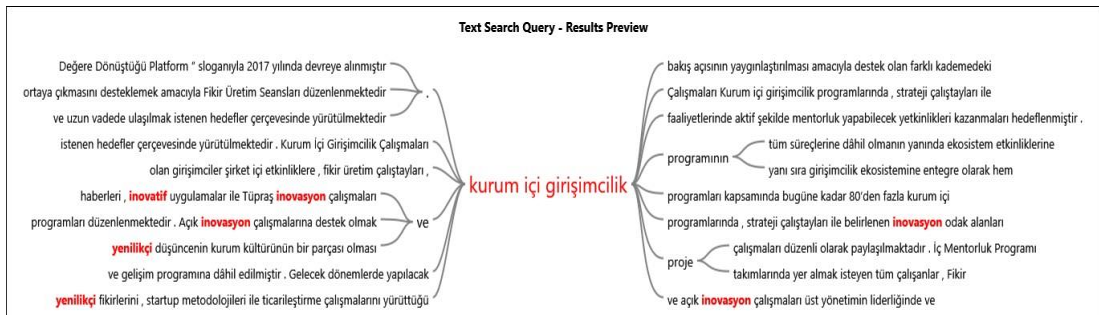 Text Search Query - Results Preview
Değere Dönüştüğü Platform " sloganıyla 2017 yılında devreye alınmıştır
ortaya çıkmasını desteklemek amacıyla Fikir Üretim Seansları düzenlenmektedir
ve uzun vadede ulaşılmak istenen hedefler çerçevesinde yürütülmektedir
.
istenen hedefler çerçevesinde yürütülmektedir . Kurum İçi Girişimcilik Çalışmaları
olan girişimciler şirket içi etkinliklere , fikir üretim çalıştayları ,
haberleri , inovatif uygulamalar ile Tüpraş inovasyon çalışmaları
programları düzenlenmektedir . Açık inovasyon çalışmalarına destek olmak
yenilikçi düşüncenin kurum kültürünün bir parçası olması
ve
ve gelişim programına dâhil edilmiştir . Gelecek dönemlerde yapılacak
yenilikçi fikirlerini , startup metodolojileri ile ticarileştirme çalışmalarını yürüttüğü
kurum içi girişimcilik
bakış açısının yaygınlaştırılması amacıyla destek olan farklı kademedeki
Çalışmaları Kurum içi girişimcilik programlarında , strateji çalıştayları ile
faaliyetlerinde aktif şekilde mentorluk yapabilecek yetkinlikleri kazanmaları hedeflenmiştir .
programının
tüm süreçlerine dâhil olmanın yanında ekosistem etkinliklerine
yanı sıra girişimcilik ekosistemine entegre olarak hem
programları kapsamında bugüne kadar 80'den fazla kurum içi
programlarında , strateji çalıştayları ile belirlenen inovasyon odak alanları
proje
çalışmaları düzenli olarak paylaşılmaktadır . İç Mentorluk Programı
takımlarında yer almak isteyen tüm çalışanlar , Fikir
ve açık inovasyon çalışmaları üst yönetimin liderliğinde ve